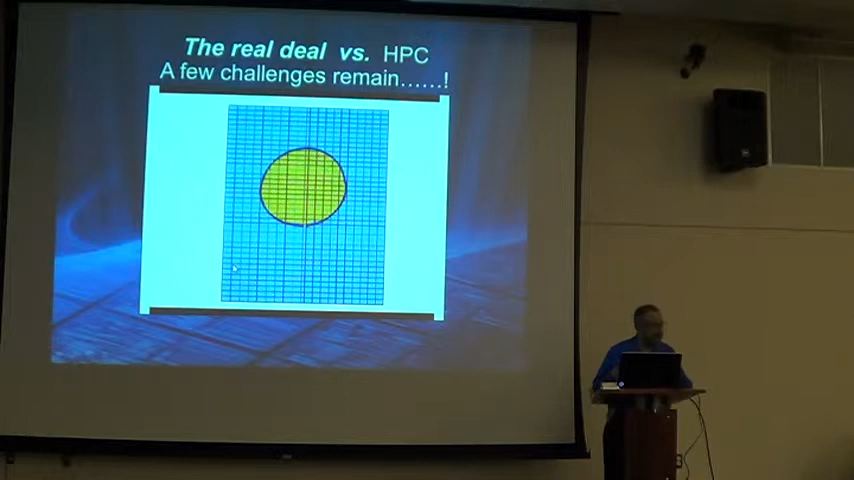 The real deal vs. HPC
A few challenges remain......!